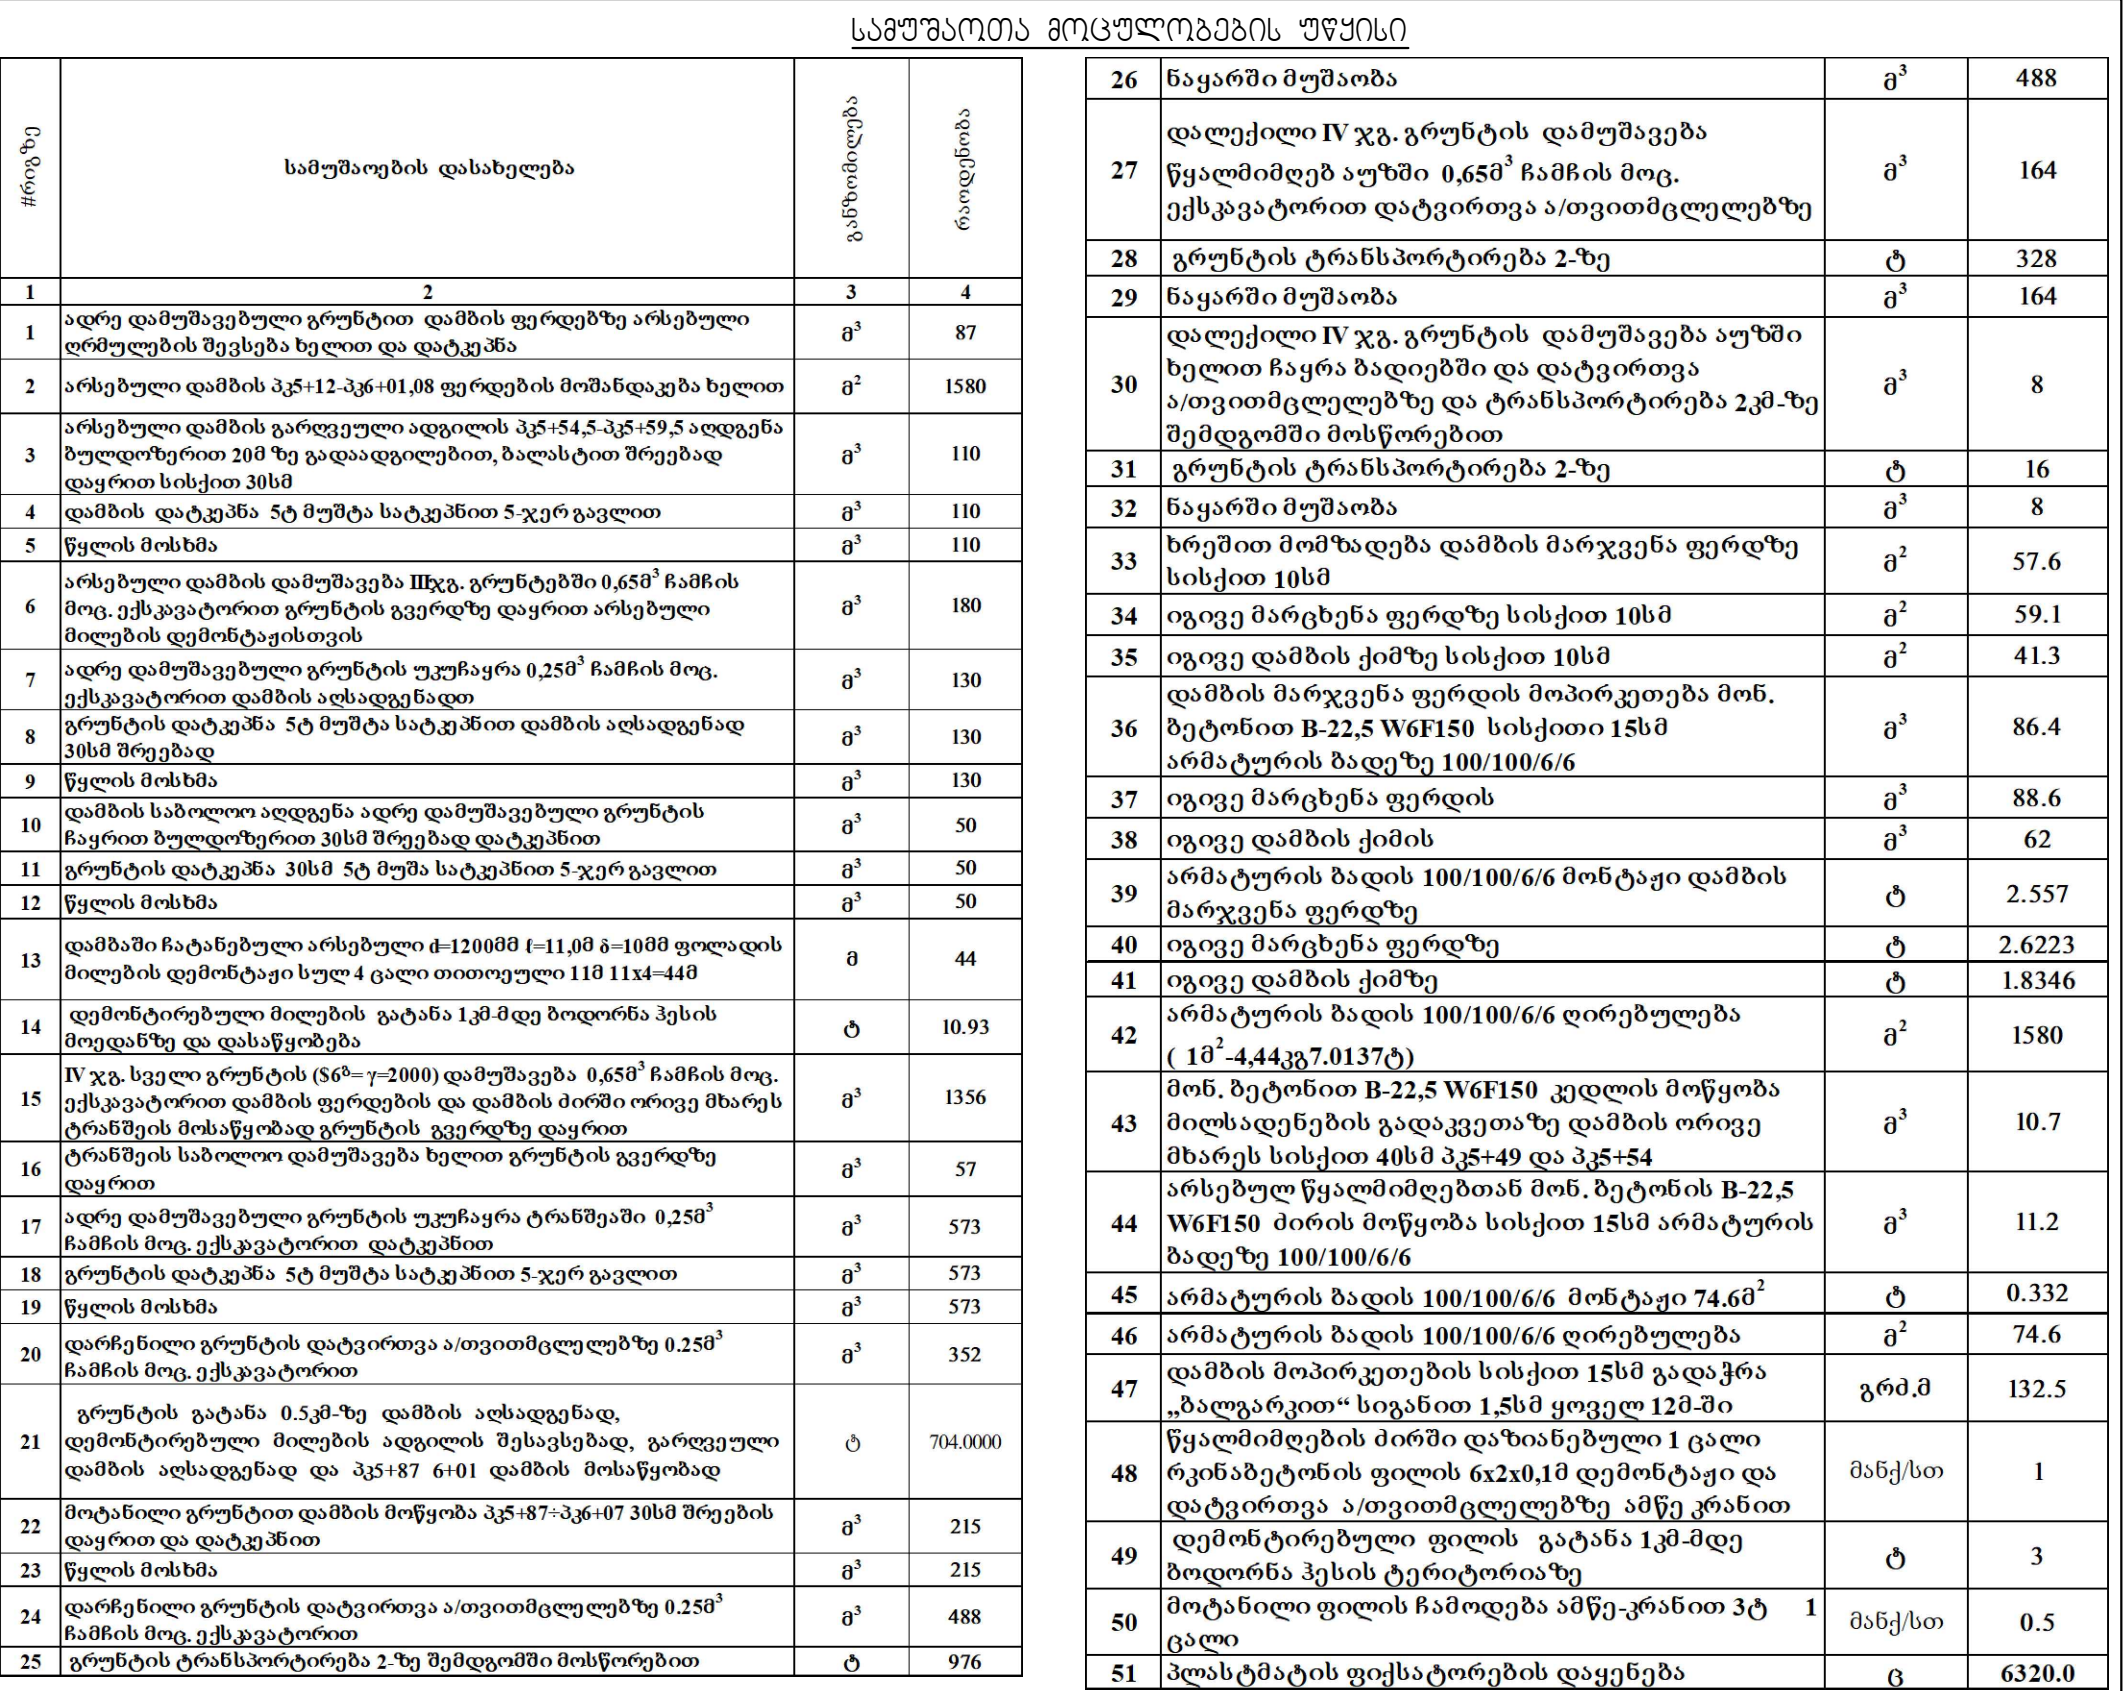 სამუშაოთა მოცულობების უწყისი
#რიგზე
სამუშაოების დასახელება
განზომილება
რაოდენობა
1 2 3 4
1 ადრე დამუშავებული გრუნტით დამბის ფერდებზე არსებული
ღრმულების შევსება ხელით და დატკეპნა მ³ 87
2 არსებული დამბის პკ5+12-პკ6+01,08 ფერდების მოშანდაკება ხელით მ² 1580
3 არსებული დამბის გარღვეული ადგილის პკ5+54,5-პკ5+59,5 აღდგენა
ბულდოზერით 20მ ზე გადაადგილებით, ბალასტით შრეებად
დაყრით სისქით 30სმ მ³ 110
4 დამბის დატკეპნა 5ტ მუშტა სატკეპნით 5-ჯერ გავლით მ³ 110
5 წყლის მოსხმა მ³ 110
6 არსებული დამბის დამუშავება IIIჯგ. გრუნტებში 0,65მ³ ჩამჩის
მოც. ექსკავატორით გრუნტის გვერდზე დაყრით არსებული
მილების დემონტაჟისთვის მ³ 180
7 ადრე დამუშავებული გრუნტის უკუჩაყრა 0,25მ³ ჩამჩის მოც.
ექსკავატორით დამბის აღსადგენადთ მ³ 130
8 გრუნტის დატკეპნა 5ტ მუშტა სატკეპნით დამბის აღსადგენად
30სმ შრეებად მ³ 130
9 წყლის მოსხმა მ³ 130
10 დამბის საბოლოო აღდგენა ადრე დამუშავებული გრუნტის
ჩაყრით ბულდოზერით 30სმ შრეებად დატკეპნით მ³ 50
11 გრუნტის დატკეპნა 30სმ 5ტ მუშა სატკეპნით 5-ჯერ გავლით მ³ 50
12 წყლის მოსხმა მ³ 50
13 დამბაში ჩატანებული არსებული d=1200მმ ℓ=11,0მ δ=10მმ ფოლადის
მილების დემონტაჟი სულ 4 ცალი თითოეული 11მ 11x4=44მ მ 44
14 დემონტირებული მილების გატანა 1კმ-მდე ბოდორნა ჰესის
მოედანზე და დასაწყობება ტ 10.93
15 IV ჯგ. სველი გრუნტის ($6ᵟ= γ=2000) დამუშავება 0,65მ³ ჩამჩის მოც.
ექსკავატორით დამბის ფერდების და დამბის ძირში ორივე მხარეს
ტრანშეის მოსაწყობად გრუნტის გვერდზე დაყრით მ³ 1356
16 ტრანშეის საბოლოო დამუშავება ხელით გრუნტის გვერდზე
დაყრით მ³ 57
17 ადრე დამუშავებული გრუნტის უკუჩაყრა ტრანშეაში 0,25მ³
ჩამჩის მოც. ექსკავატორით დატკეპნით მ³ 573
18 გრუნტის დატკეპნა 5ტ მუშტა სატკეპნით 5-ჯერ გავლით მ³ 573
19 წყლის მოსხმა მ³ 573
20 დარჩენილი გრუნტის დატვირთვა ა/თვითმცლელებზე 0.25მ³
ჩამჩის მოც. ექსკავატორით მ³ 352
21 გრუნტის გატანა 0.5კმ-ზე დამბის აღსადგენად,
დემონტირებული მილების ადგილის შესავსებად, გარღვეული
დამბის აღსადგენად და პკ5+87 6+01 დამბის მოსაწყობად ტ 704.0000
22 მოტანილი გრუნტით დამბის მოწყობა პკ5+87÷პკ6+07 30სმ შრეების
დაყრით და დატკეპნით მ³ 215
23 წყლის მოსხმა მ³ 215
24 დარჩენილი გრუნტის დატვირთვა ა/თვითმცლელებზე 0.25მ³
ჩამჩის მოც. ექსკავატორით მ³ 488
25 გრუნტის ტრანსპორტირება 2-ზე შემდგომში მოსწორებით ტ 976
26 ნაყარში მუშაობა მ³ 488
27 დალექილი IV ჯგ. გრუნტის დამუშავება
წყალმიმღებ აუზში 0,65მ³ ჩამჩის მოც.
ექსკავატორით დატვირთვა ა/თვითმცლელებზე მ³ 164
28 გრუნტის ტრანსპორტირება 2-ზე ტ 328
29 ნაყარში მუშაობა მ³ 164
30 დალექილი IV ჯგ. გრუნტის დამუშავება აუზში
ხელით ჩაყრა ბადიებში და დატვირთვა
ა/თვითმცლელებზე და ტრანსპორტირება 2კმ-ზე
შემდგომში მოსწორებით მ³ 8
31 გრუნტის ტრანსპორტირება 2-ზე ტ 16
32 ნაყარში მუშაობა მ³ 8
33 ხრეშით მომზადება დამბის მარჯვენა ფერდზე
სისქით 10სმ მ² 57.6
34 იგივე მარცხენა ფერდზე სისქით 10სმ მ² 59.1
35 იგივე დამბის ქიმზე სისქით 10სმ მ² 41.3
36 დამბის მარჯვენა ფერდის მოპირკეთება მონ.
ბეტონით B-22,5 W6F150 სისქითი 15სმ
არმატურის ბადეზე 100/100/6/6 მ³ 86.4
37 იგივე მარცხენა ფერდის მ³ 88.6
38 იგივე დამბის ქიმის მ³ 62
39 არმატურის ბადის 100/100/6/6 მონტაჟი დამბის
მარჯვენა ფერდზე ტ 2.557
40 იგივე მარცხენა ფერდზე ტ 2.6223
41 იგივე დამბის ქიმზე ტ 1.8346
42 არმატურის ბადის 100/100/6/6 ღირებულება
( 1მ²-4,44კგ7.0137ტ) მ² 1580
43 მონ. ბეტონით B-22,5 W6F150 კედლის მოწყობა
მილსადენების გადაკვეთაზე დამბის ორივე
მხარეს სისქით 40სმ პკ5+49 და პკ5+54 მ³ 10.7
44 არსებულ წყალმიმღებთან მონ. ბეტონის B-22,5
W6F150 ძირის მოწყობა სისქით 15სმ არმატურის
ბადეზე 100/100/6/6 მ³ 11.2
45 არმატურის ბადის 100/100/6/6 მონტაჟი 74.6მ² ტ 0.332
46 არმატურის ბადის 100/100/6/6 ღირებულება მ² 74.6
47 დამბის მოპირკეთების სისქით 15სმ გადაჭრა
„ბალგარკით“ სიგანით 1,5სმ ყოველ 12მ-ში გრძ.მ 132.5
48 წყალმიმღების ძირში დაზიანებული 1 ცალი
რკინაბეტონის ფილის 6x2x0,1მ დემონტაჟი და
დატვირთვა ა/თვითმცლელებზე ამწე კრანით მანქ/სთ 1
49 დემონტირებული ფილის გატანა 1კმ-მდე
ბოდორნა ჰესის ტერიტორიაზე ტ 3
50 მოტანილი ფილის ჩამოდება ამწე-კრანით 3ტ 1
ცალი მანქ/სთ 0.5
51 პლასტმატის ფიქსატორების დაყენება ც 6320.0